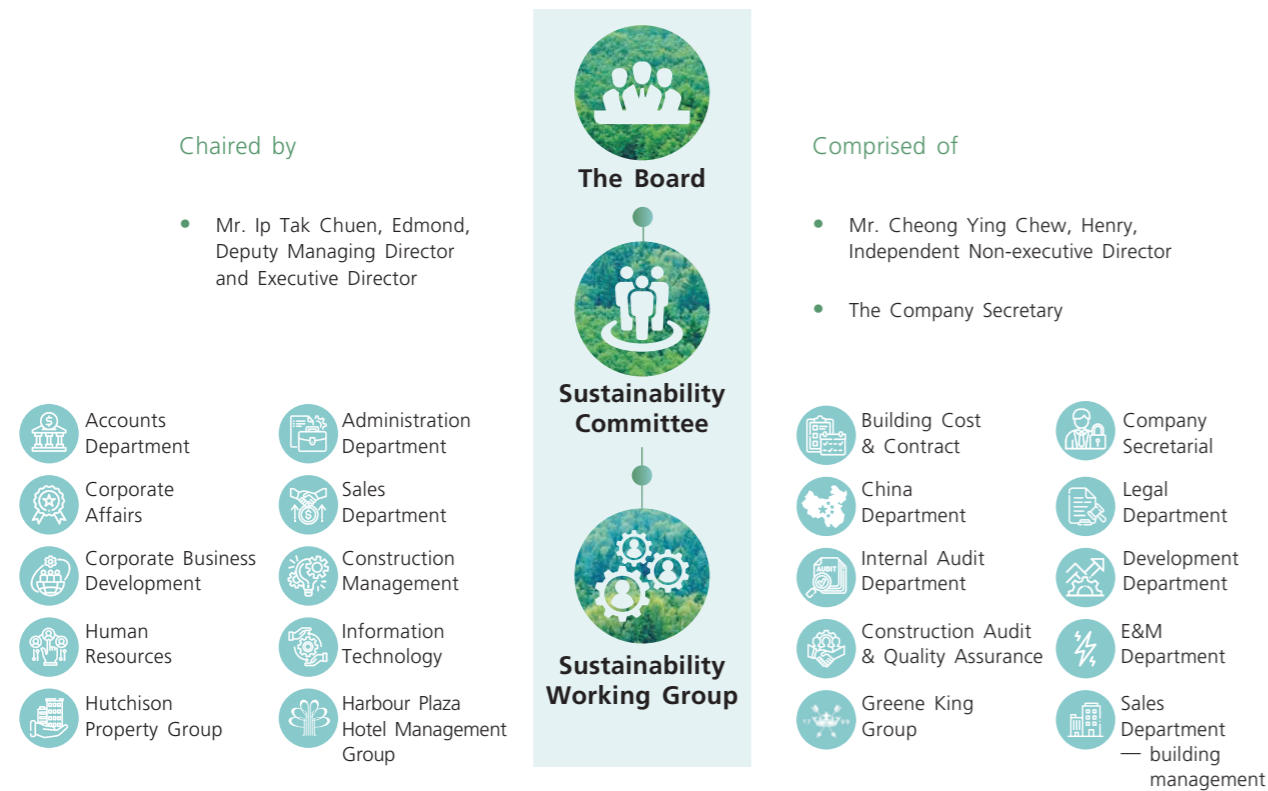 The Board
Chaired by
• Mr. Ip Tak Chuen, Edmond,
Deputy Managing Director
and Executive Director
Comprised of
• Mr. Cheong Ying Chew, Henry,
Independent Non-executive Director
• The Company Secretary
Sustainability
Committee
Accounts
Department
Administration
Department
Corporate
Affairs
Sales
Department
Corporate Business
Development
Construction
Management
Human
Resources
Information
Technology
Hutchison
Property Group
Harbour Plaza
Hotel Management
Group
Sustainability
Working Group
Building Cost
& Contract
Company
Secretarial
China
Department
Legal
Department
AUDIT
Internal Audit
Department
Development
Department
Construction Audit
& Quality Assurance
E&M
Department
17 99
Greene King
Group
Sales
Department
— building
management